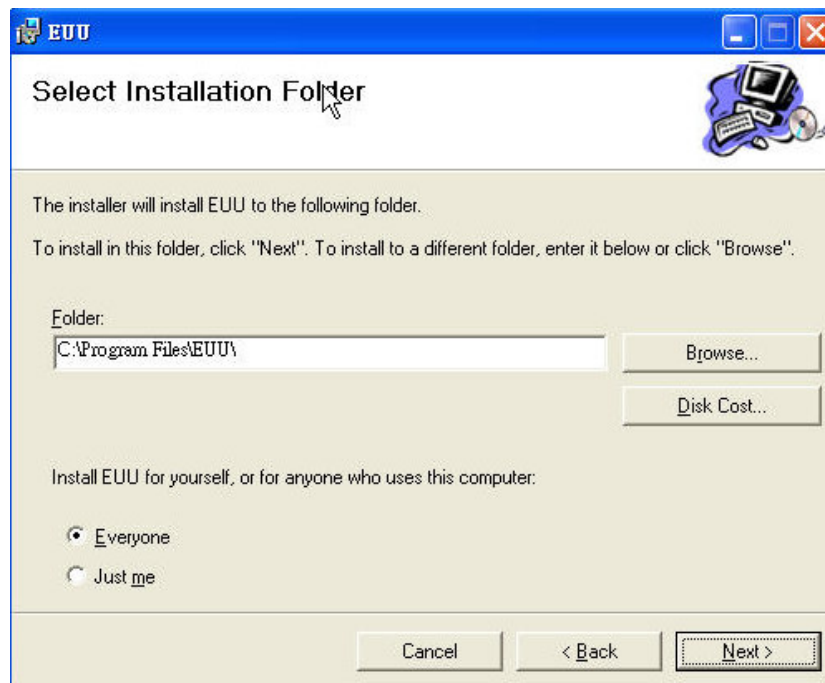 EUU
Select Installation Folder
The installer will install EUU to the following folder.
To install in this folder, click "Next". To install to a different folder, enter it below or click "Browse".
Folder:
C:\Program Files\EUU\
Browse...
Disk Cost...
Install EUU for yourself, or for anyone who uses this computer:
Everyone
Just me
Cancel
< Back
Next >